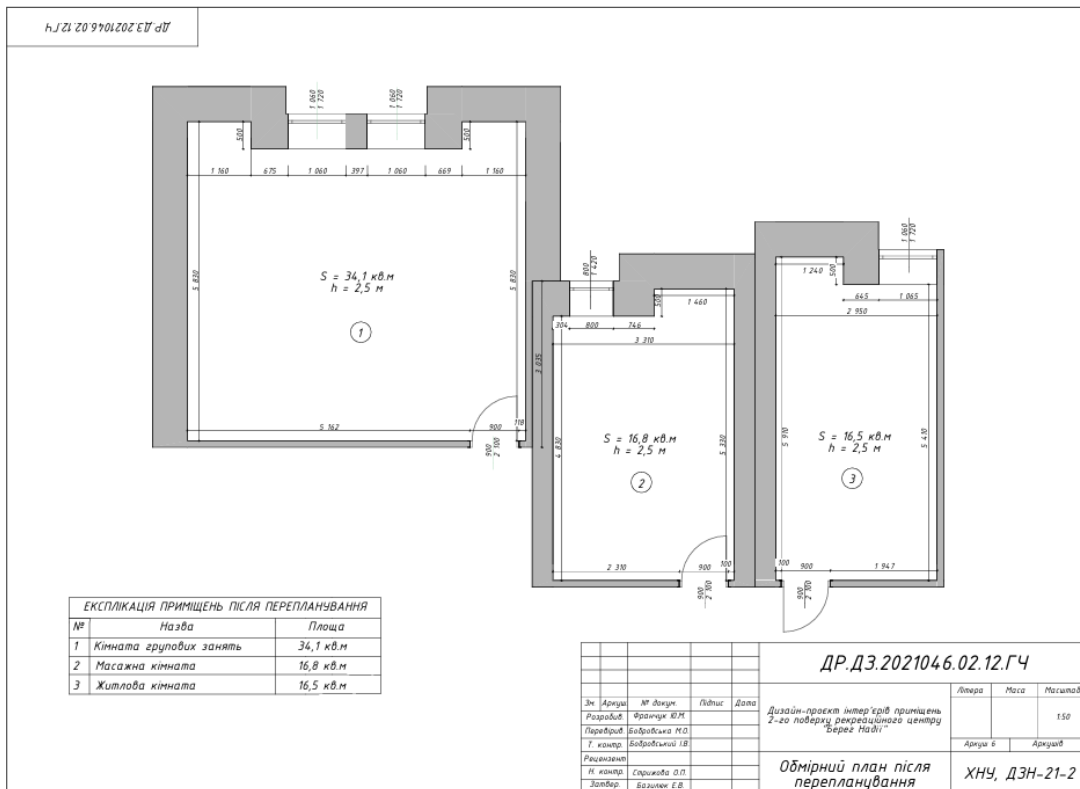 ДР.ДЗ.2021046.02.12.ГЧ
1 060
1 720
1 060
1 720
500
500
1 160
675
1 060
397
1 060
669
1 160
5 830
5 830
S = 34,1 кв.м
h = 2,5 м
1
5 162
900
118
900
2 100
800
1 420
3 035
304
800
746
500
1 460
3 310
4 830
5 330
S = 16,8 кв.м
h = 2,5 м
2
2 310
900
100
900
2 100
1 060
1 720
1 240
500
645
1 065
2 950
5 910
5 410
S = 16,5 кв.м
h = 2,5 м
3
100
900
1 947
900
2 100
ЕКСПЛІКАЦІЯ ПРИМІЩЕНЬ ПІСЛЯ ПЕРЕПЛАНУВАННЯ
№ Назва Площа
1 Кімната групових занять 34,1 кв.м
2 Масажна кімната 16,8 кв.м
3 Житлова кімната 16,5 кв.м
ДР.ДЗ.2021046.02.12.ГЧ
Зм. Аркуш № докум. Підпис Дата
Розробив. Франчук Ю.М.
Перевірив. Бобровська М.О.
Т. контр. Бобровський І.В.
Рецензент
Н. контр. Стрижова О.П.
Затвер. Базилюк Е.В.
Дизайн-проєкт інтер'єрів приміщень
2-го поверху рекреаційного центру
"Берег Надії"
Літера Маса Масштаб
1:50
Аркуш 6 Аркушів
Обмірний план після
перепланування
ХНУ, ДЗН-21-2